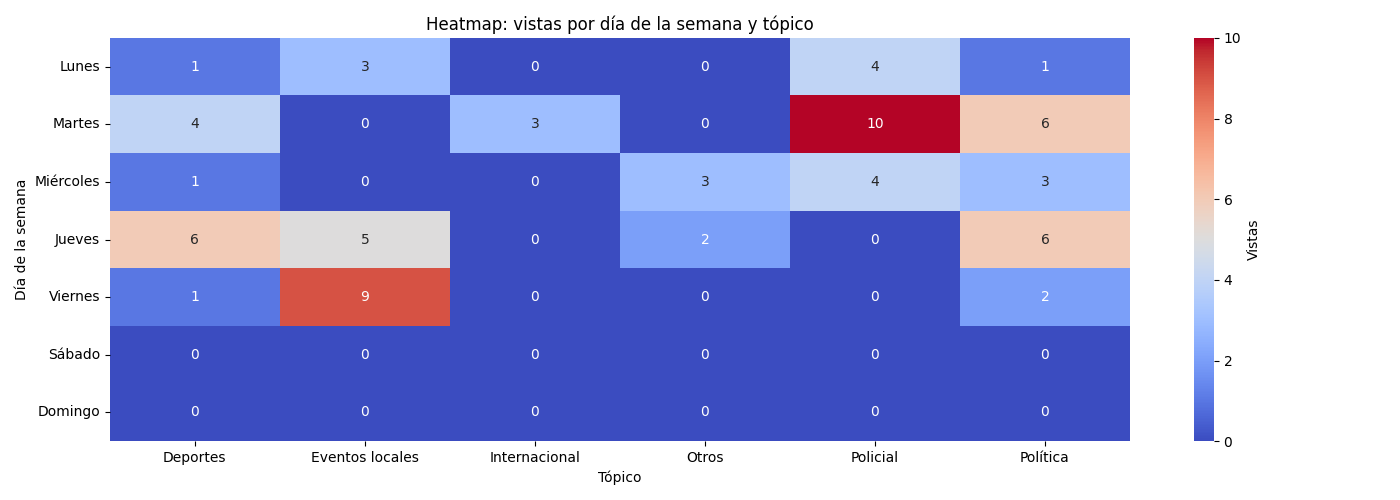 Heatmap: vistas por día de la semana y tópico
Día de la semana
Lunes 1 3 0 0 4 1
Martes 4 0 3 0 10 6
Miércoles 1 0 0 3 4 3
Jueves 6 5 0 2 0 6
Viernes 1 9 0 0 0 2
Sábado 0 0 0 0 0 0
Domingo 0 0 0 0 0 0
Deportes Eventos locales Internacional Otros Policial Política
Tópico
10
8
6
4
2
0
Vistas